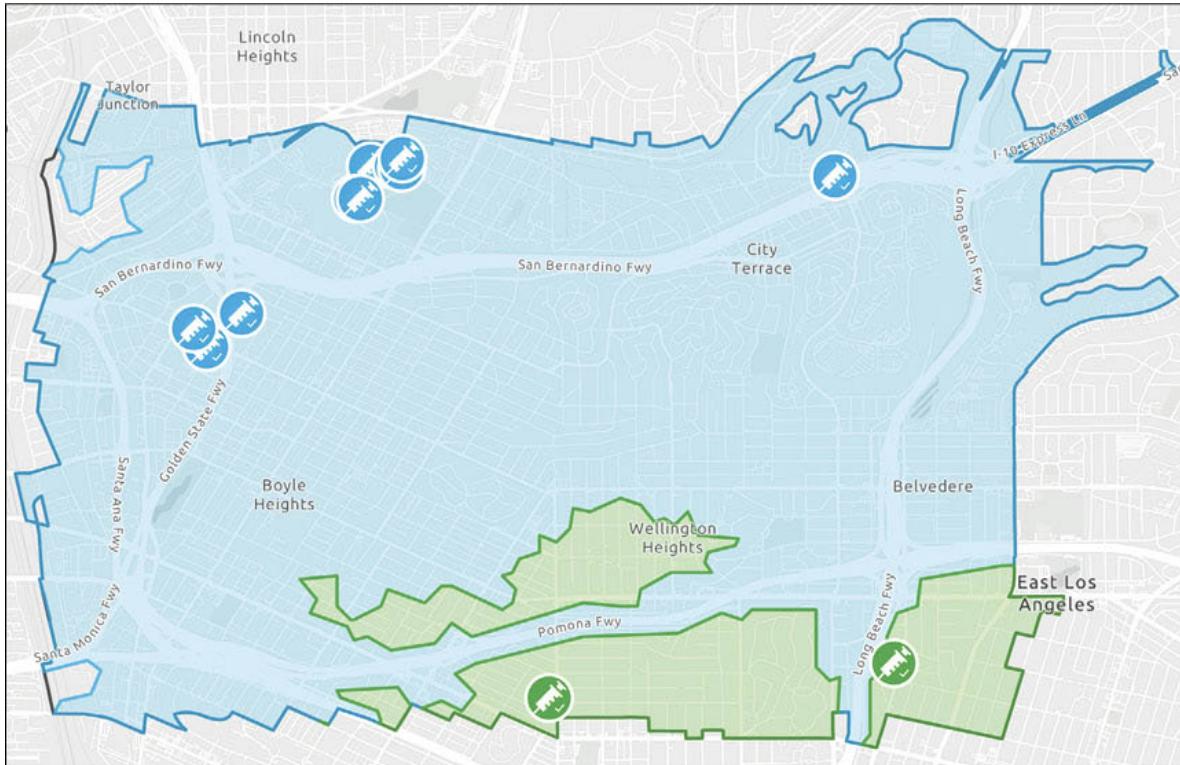 Lincoln
Heights
Taylor
Junction
I-10 Express Ln
San Bernardino Fwy
San Bernardino Fwy
City
Terrace
Long Beach Fwy
Golden State Fwy
Santa Ana Fwy
Boyle
Heights
Belvedere
Wellington
Heights
East Los
Angeles
Santa Monica Fwy
Pomona Fwy
Long Beach Fwy